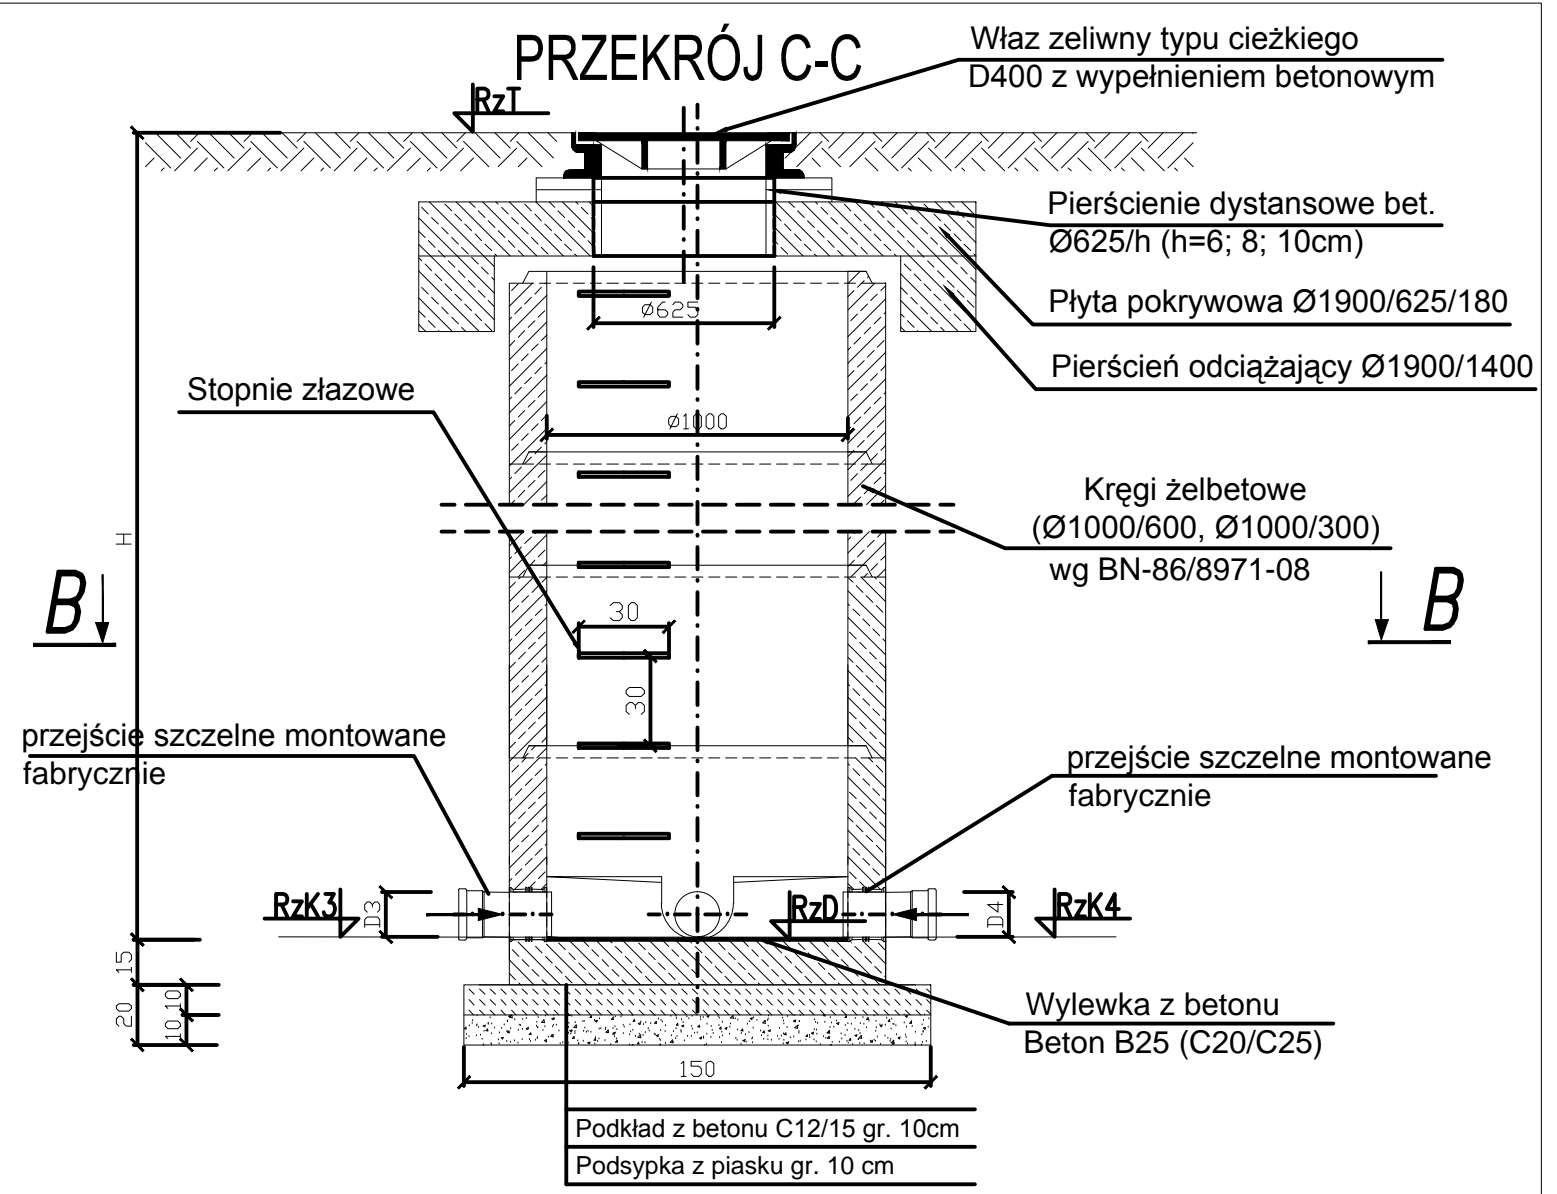 PRZEKRÓJ C-C
Właz zeliwny typu cieżkiego
D400 z wypełnieniem betonowym
RzT
Pierścienie dystansowe bet.
Ø625/h (h=6; 8; 10cm)
Płyta pokrywowa Ø1900/625/180
Pierścień odciążający Ø1900/1400
Ø625
Stopnie złazowe
Ø1000
Kręgi żelbetowe
(Ø1000/600, Ø1000/300)
wg BN-86/8971-08
H
B
B
30
30
przejście szczelne montowane
fabrycznie
przejście szczelne montowane
fabrycznie
RzK3
D3
RzD
D4
RzK4
15
20
10
10
Wylewka z betonu
Beton B25 (C20/C25)
150
Podkład z betonu C12/15 gr. 10cm
Podsypka z piasku gr. 10 cm